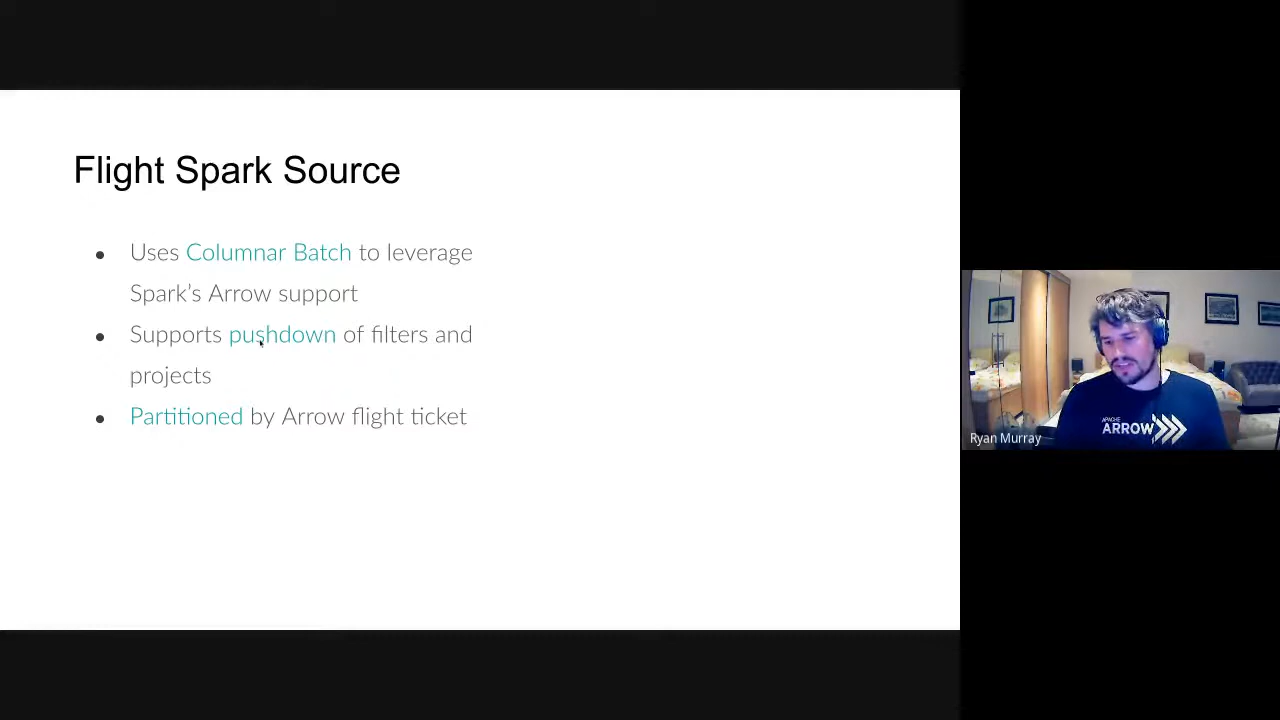 Flight Spark Source
● Uses Columnar Batch to leverage
Spark's Arrow support
● Supports pushdown of filters and
projects
● Partitioned by Arrow flight ticket
APACHE
ARROW
Ryan Murray